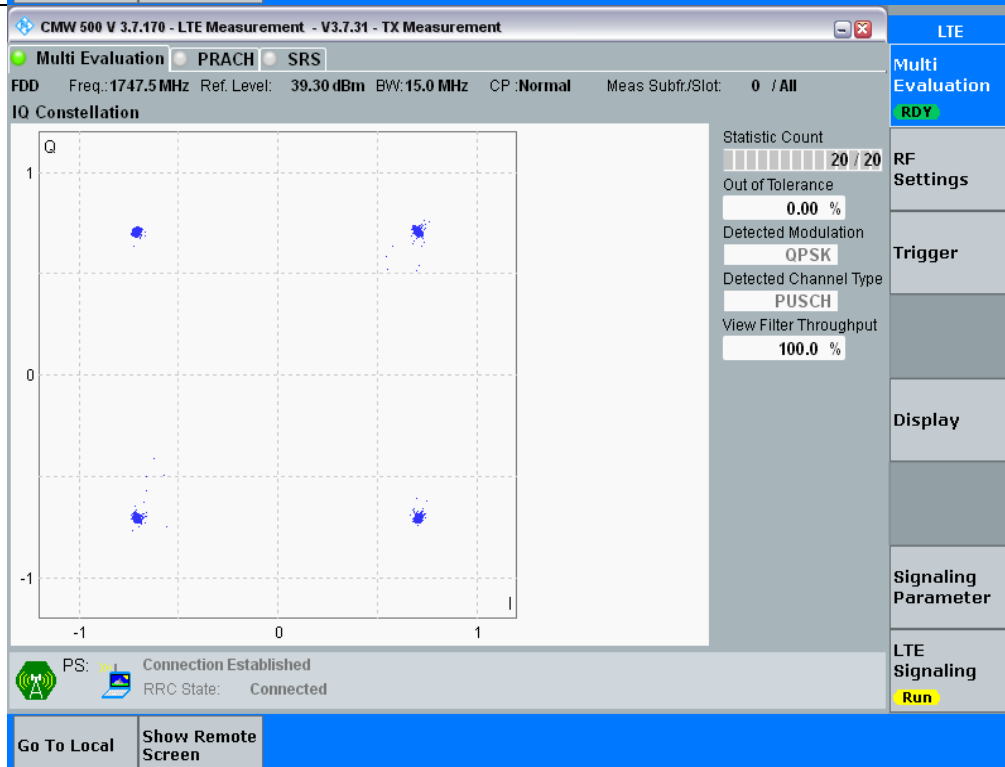 CMW 500 V 3.7.170 - LTE Measurement - V3.7.31 - TX Measurement
LTE
Multi Evaluation PRACH SRS
FDD Freq.: 1747.5 MHz Ref. Level: 39.30 dBm BW: 15.0 MHz CP : Normal Meas Subfr./Slot: 0 / All
IQ Constellation
Q
1
0
-1
-1 0 1
I
Statistic Count
20 / 20
Out of Tolerance
0.00 %
Detected Modulation
QPSK
Detected Channel Type
PUSCH
View Filter Throughput
100.0 %
Multi
Evaluation
RDY
RF
Settings
Trigger
Display
Signaling
Parameter
LTE
Signaling
Run
PS: Connection Established
RRC State: Connected
Go To Local
Show Remote
Screen